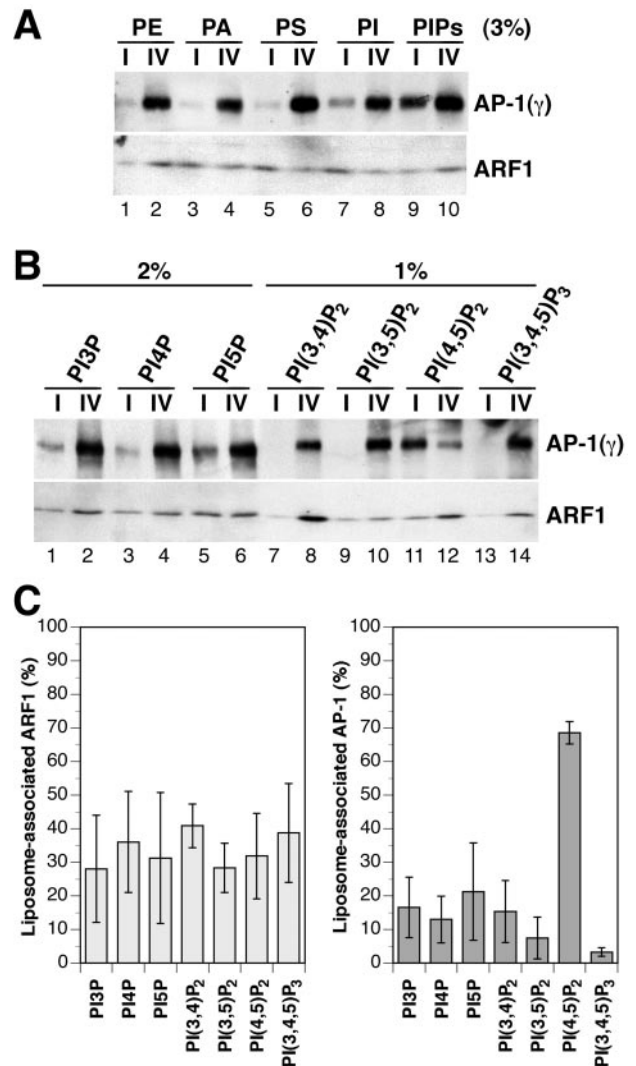 A
PE PA PS PI PIPs (3%)
I IV I IV I IV I IV I IV
AP-1(γ)
ARF1
1 2 3 4 5 6 7 8 9 10
B
2% 1%
PI3P PI4P PI5P PI(3,4)P2 PI(3,5)P2 PI(4,5)P2 PI(3,4,5)P3
I IV I IV I IV I IV I IV I IV I IV
AP-1(γ)
ARF1
1 2 3 4 5 6 7 8 9 10 11 12 13 14
C
Liposome-associated ARF1 (%)
100
90
80
70
60
50
40
30
20
10
0
PI3P PI4P PI5P PI(3,4)P2 PI(3,5)P2 PI(4,5)P2 PI(3,4,5)P3
Liposome-associated AP-1 (%)
100
90
80
70
60
50
40
30
20
10
0
PI3P PI4P PI5P PI(3,4)P2 PI(3,5)P2 PI(4,5)P2 PI(3,4,5)P3